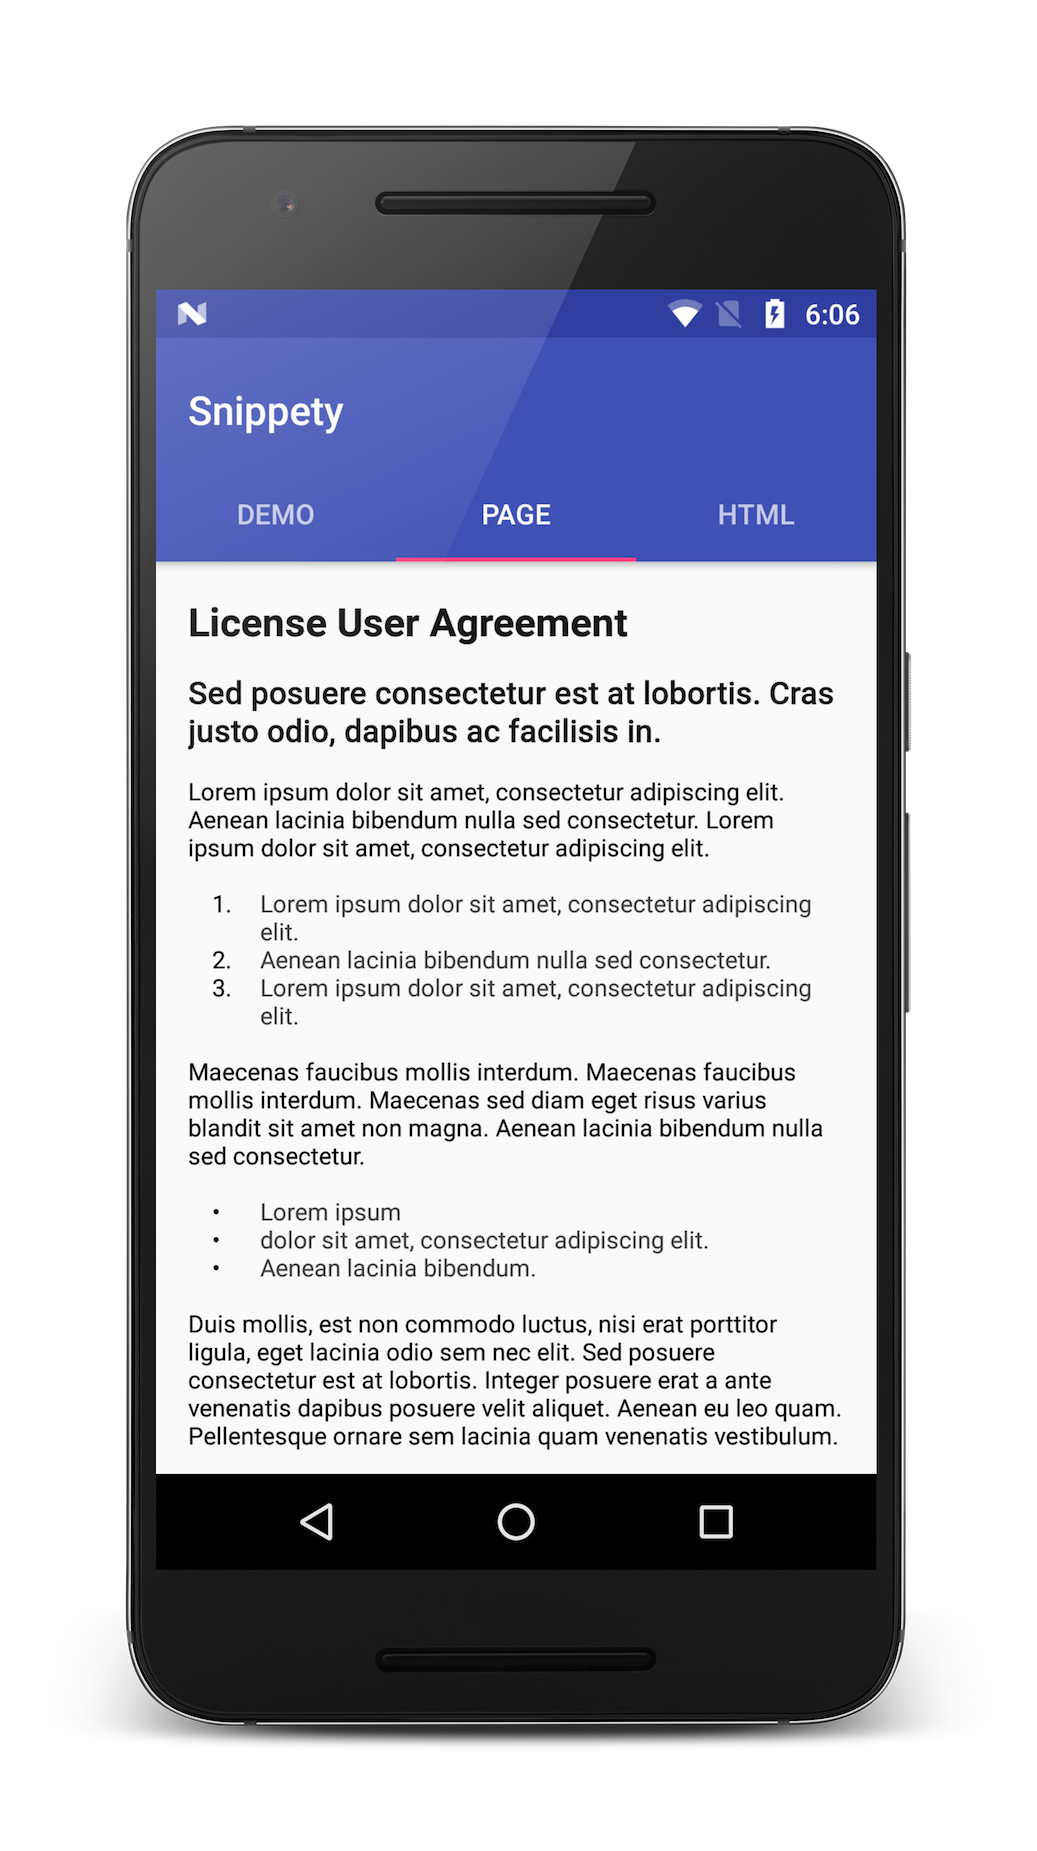 6:06
Snippety
DEMO PAGE HTML
License User Agreement
Sed posuere consectetur est at lobortis. Cras
justo odio, dapibus ac facilisis in.
Lorem ipsum dolor sit amet, consectetur adipiscing elit.
Aenean lacinia bibendum nulla sed consectetur. Lorem
ipsum dolor sit amet, consectetur adipiscing elit.
1. Lorem ipsum dolor sit amet, consectetur adipiscing
elit.
2. Aenean lacinia bibendum nulla sed consectetur.
3. Lorem ipsum dolor sit amet, consectetur adipiscing
elit.
Maecenas faucibus mollis interdum. Maecenas faucibus
mollis interdum. Maecenas sed diam eget risus varius
blandit sit amet non magna. Aenean lacinia bibendum nulla
sed consectetur.
• Lorem ipsum
• dolor sit amet, consectetur adipiscing elit.
• Aenean lacinia bibendum.
Duis mollis, est non commodo luctus, nisi erat porttitor
ligula, eget lacinia odio sem nec elit. Sed posuere
consectetur est at lobortis. Integer posuere erat a ante
venenatis dapibus posuere velit aliquet. Aenean eu leo quam.
Pellentesque ornare sem lacinia quam venenatis vestibulum.